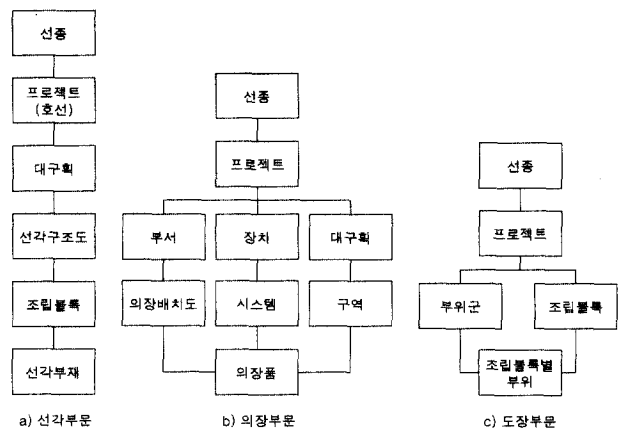 선종
프로젝트
(호선)
대구획
선각구조도
조립블록
선각부재
a) 선각부문
선종
프로젝트
부서
장차
대구획
의장배치도
시스템
구역
의장품
b) 의장부문
선종
프로젝트
부위군
조립블록
조립블록별
부위
c) 도장부문